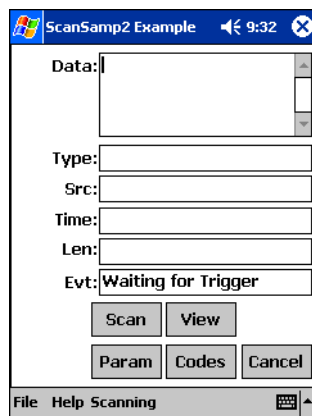 ScanSamp2 Example 9:32
Data:
Type:
Src:
Time:
Len:
Evt: Waiting for Trigger
Scan View
Param Codes Cancel
File Help Scanning